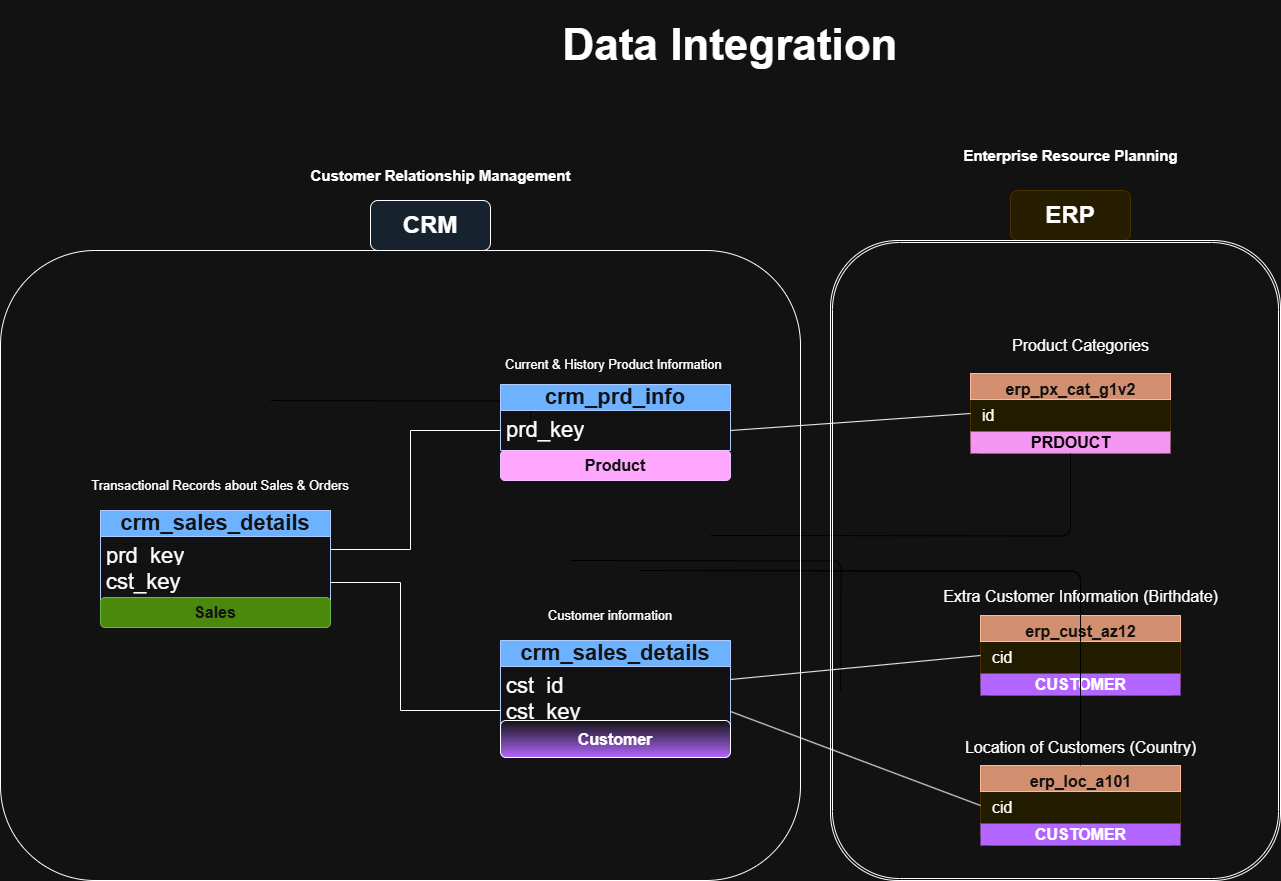 Data Integration
Customer Relationship Management
CRM
Enterprise Resource Planning
ERP
Current & History Product Information
crm_prd_info
prd_key
Product
Transactional Records about Sales & Orders
crm_sales_details
prd_key
cst_key
Sales
Customer information
crm_sales_details
cst_id
cst_key
Customer
Product Categories
erp_px_cat_g1v2
id
PRDOUCT
Extra Customer Information (Birthdate)
erp_cust_az12
cid
CUSTOMER
Location of Customers (Country)
erp_loc_a101
cid
CUSTOMER